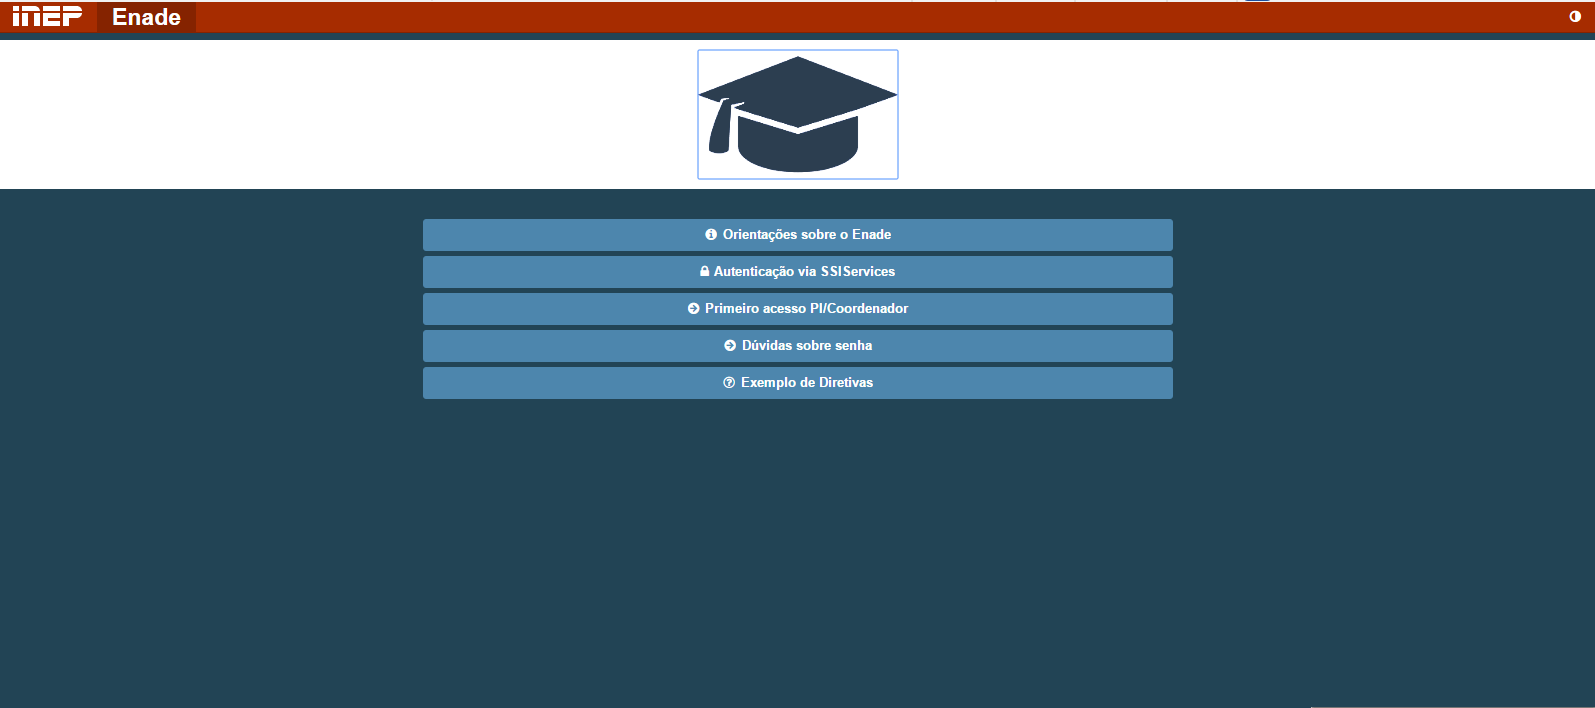 inep Enade
Orientações sobre o Enade
Autenticação via SSIServices
Primeiro acesso PI/Coordenador
Dúvidas sobre senha
Exemplo de Diretivas